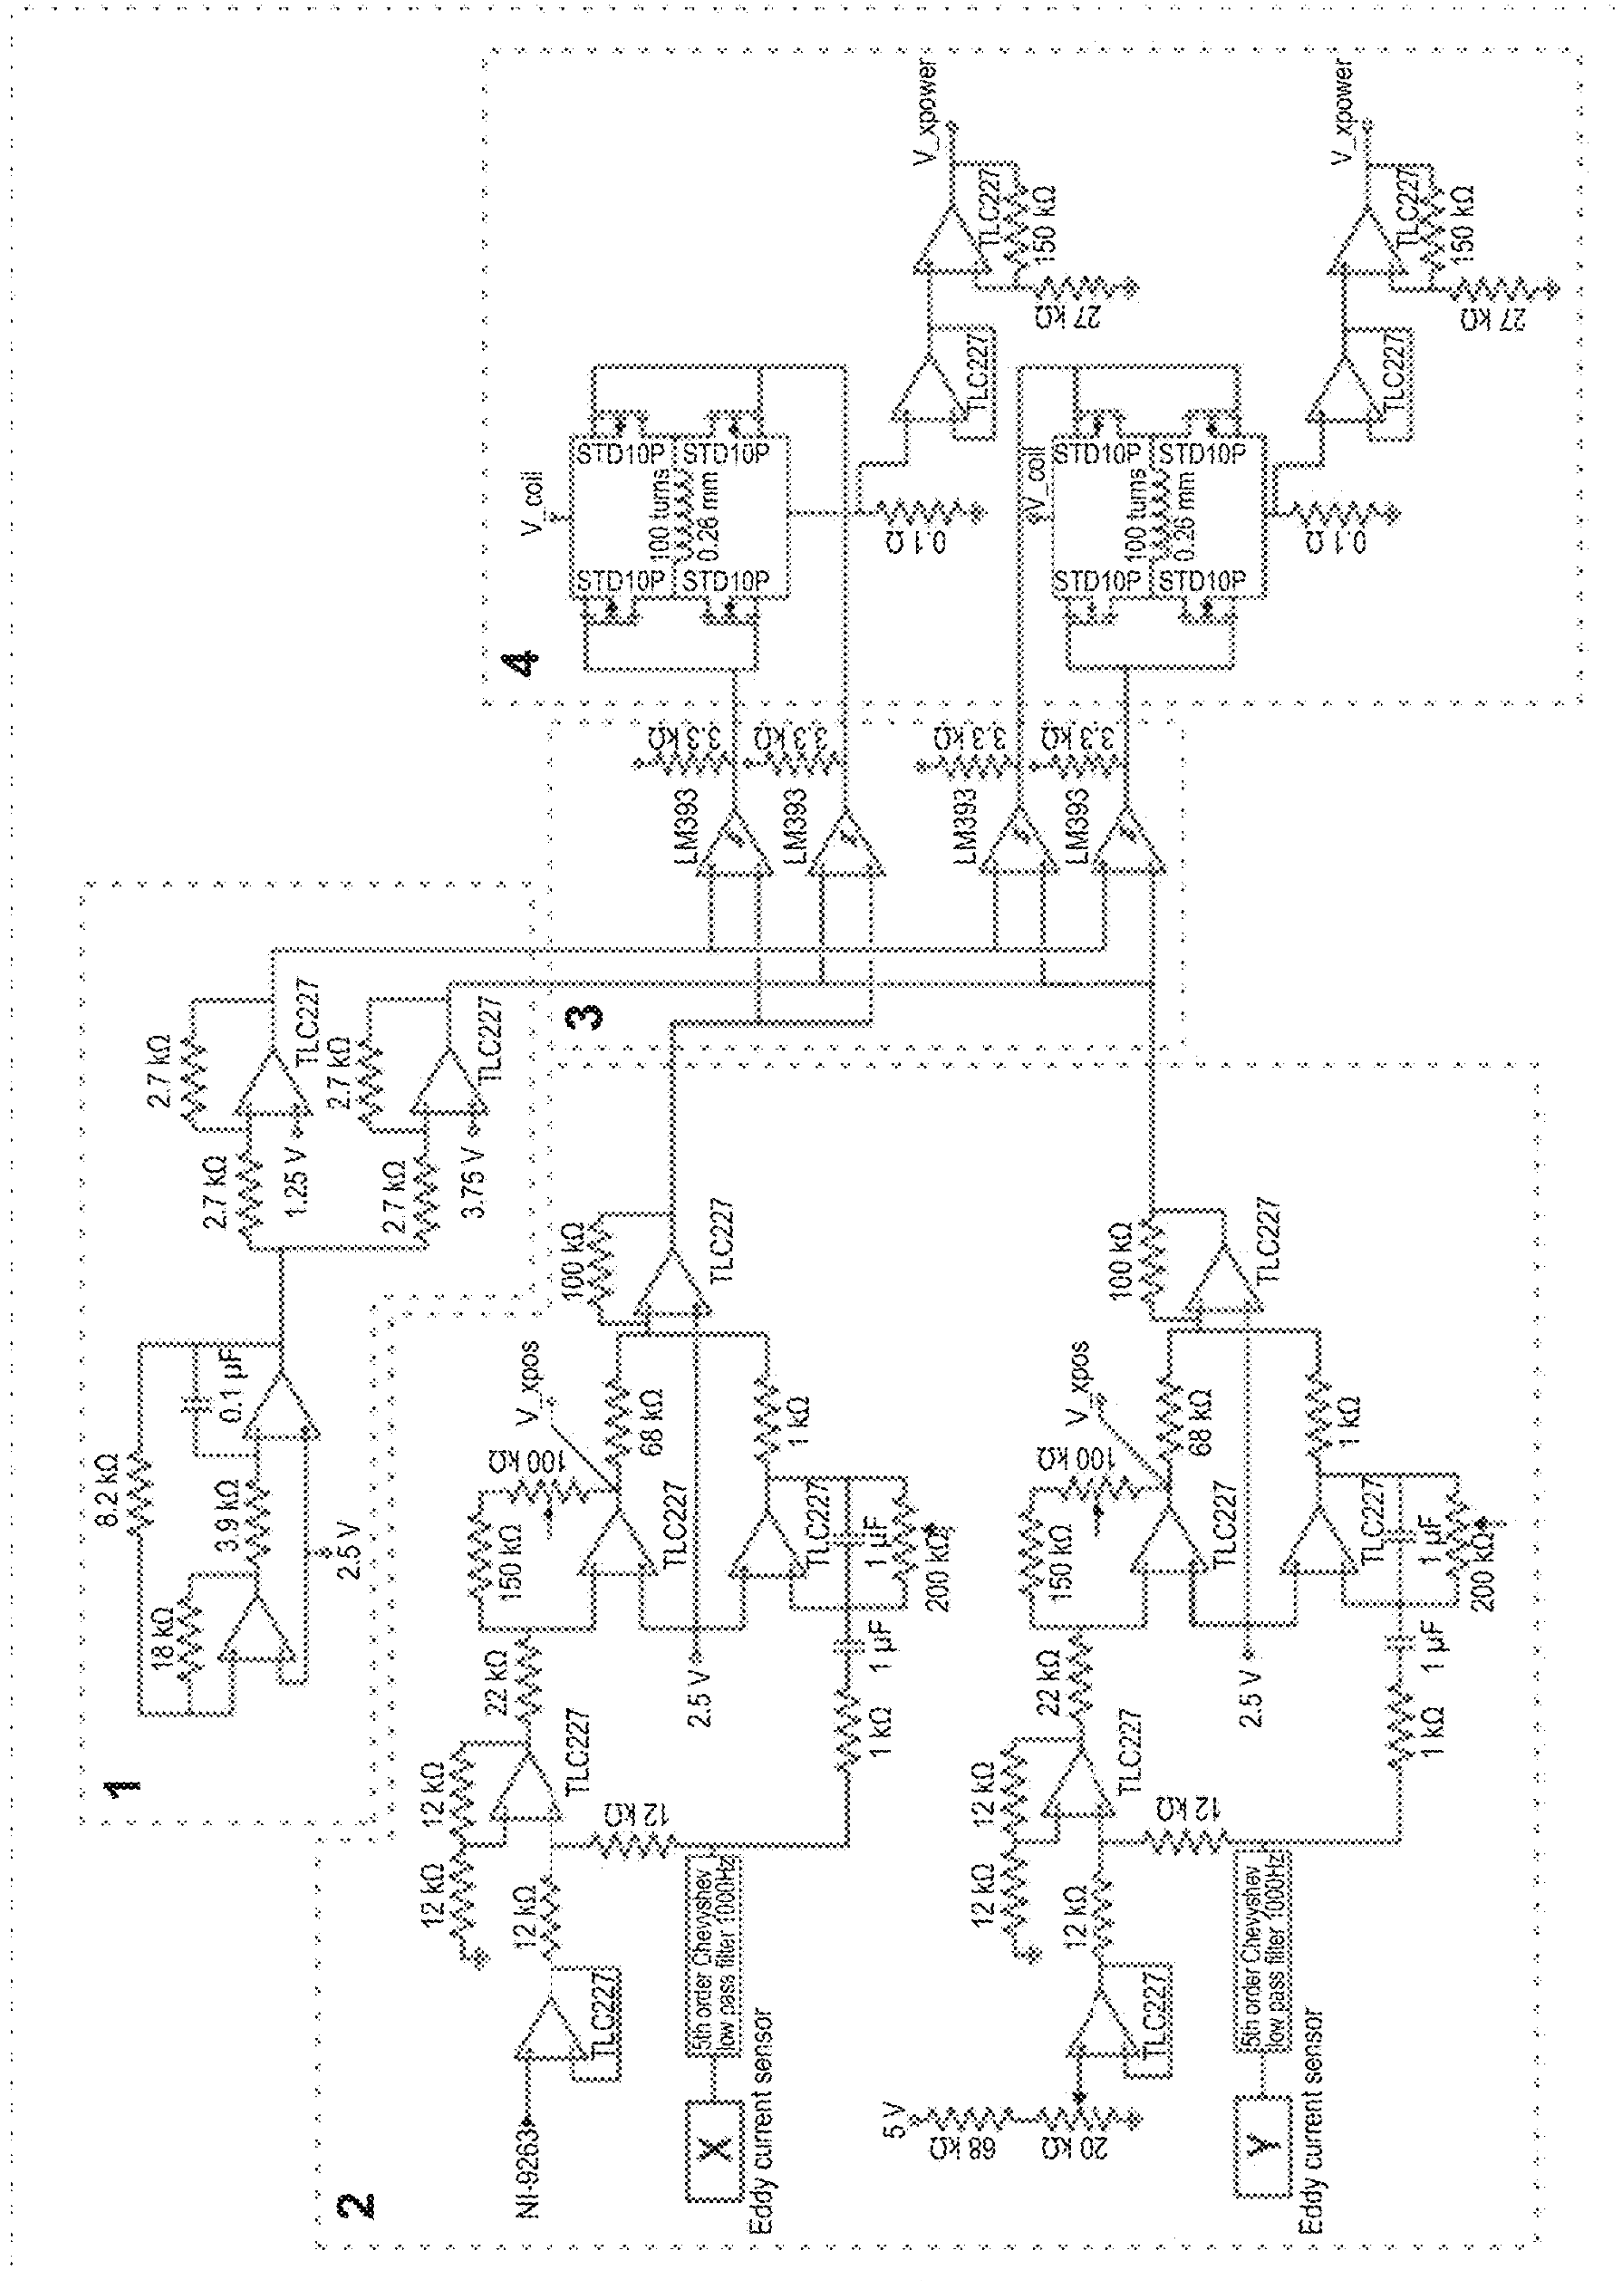 1
8.2 kΩ
18 kΩ
3.9 kΩ
0.1 µF
2.5 V
2.7 kΩ
2.7 kΩ
1.25 V
TLC227
2.7 kΩ
2.7 kΩ
3.75 V
TLC227
2
NI-9263
TLC227
12 kΩ
12 kΩ
12 kΩ
TLC227
12 kΩ
X
Eddy current sensor
5th order Chevyshev
low pass filter 1000Hz
22 kΩ
150 kΩ
100 kΩ
V_xpos
TLC227
68 kΩ
2.5 V
TLC227
1 kΩ
1 µF
1 µF
200 kΩ
1 kΩ
100 kΩ
TLC227
5 V
68 kΩ
20 kΩ
TLC227
12 kΩ
12 kΩ
12 kΩ
TLC227
12 kΩ
Y
Eddy current sensor
5th order Chevyshev
low pass filter 1000Hz
22 kΩ
150 kΩ
100 kΩ
V_xpos
TLC227
68 kΩ
2.5 V
TLC227
1 kΩ
1 µF
1 µF
200 kΩ
1 kΩ
100 kΩ
TLC227
3
LM393
3.3 kΩ
LM393
3.3 kΩ
LM393
3.3 kΩ
LM393
3.3 kΩ
4
V_coil
STD10P
STD10P
100 turns
0.26 mm
STD10P
STD10P
0.1 Ω
TLC227
TLC227
150 kΩ
27 kΩ
V_xpower
V_coil
STD10P
STD10P
100 turns
0.26 mm
STD10P
STD10P
0.1 Ω
TLC227
TLC227
150 kΩ
27 kΩ
V_xpower